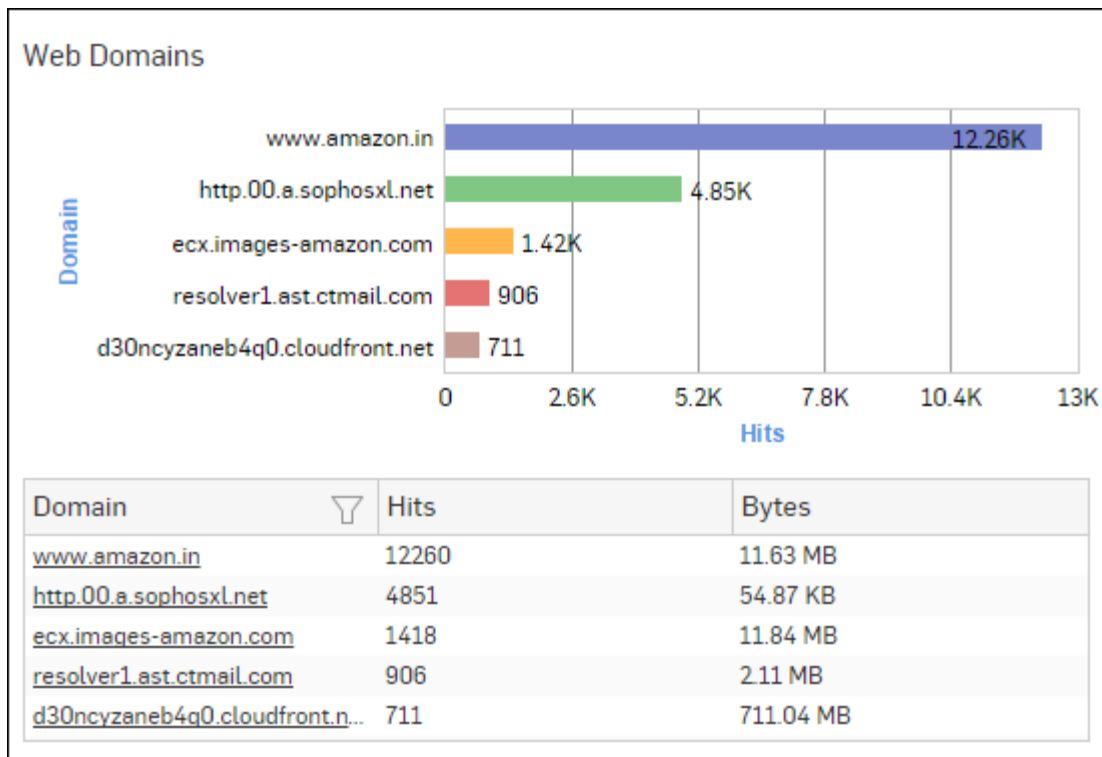 Web Domains
www.amazon.in 12.26K
http.00.a.sophosxl.net 4.85K
ecx.images-amazon.com 1.42K
resolver1.ast.ctmail.com 906
d30ncyzaneb4q0.cloudfront.net 711
Domain
0 2.6K 5.2K 7.8K 10.4K 13K
Hits
Domain Hits Bytes
www.amazon.in 12260 11.63 MB
http.00.a.sophosxl.net 4851 54.87 KB
ecx.images-amazon.com 1418 11.84 MB
resolver1.ast.ctmail.com 906 2.11 MB
d30ncyzaneb4q0.cloudfront.n... 711 711.04 MB